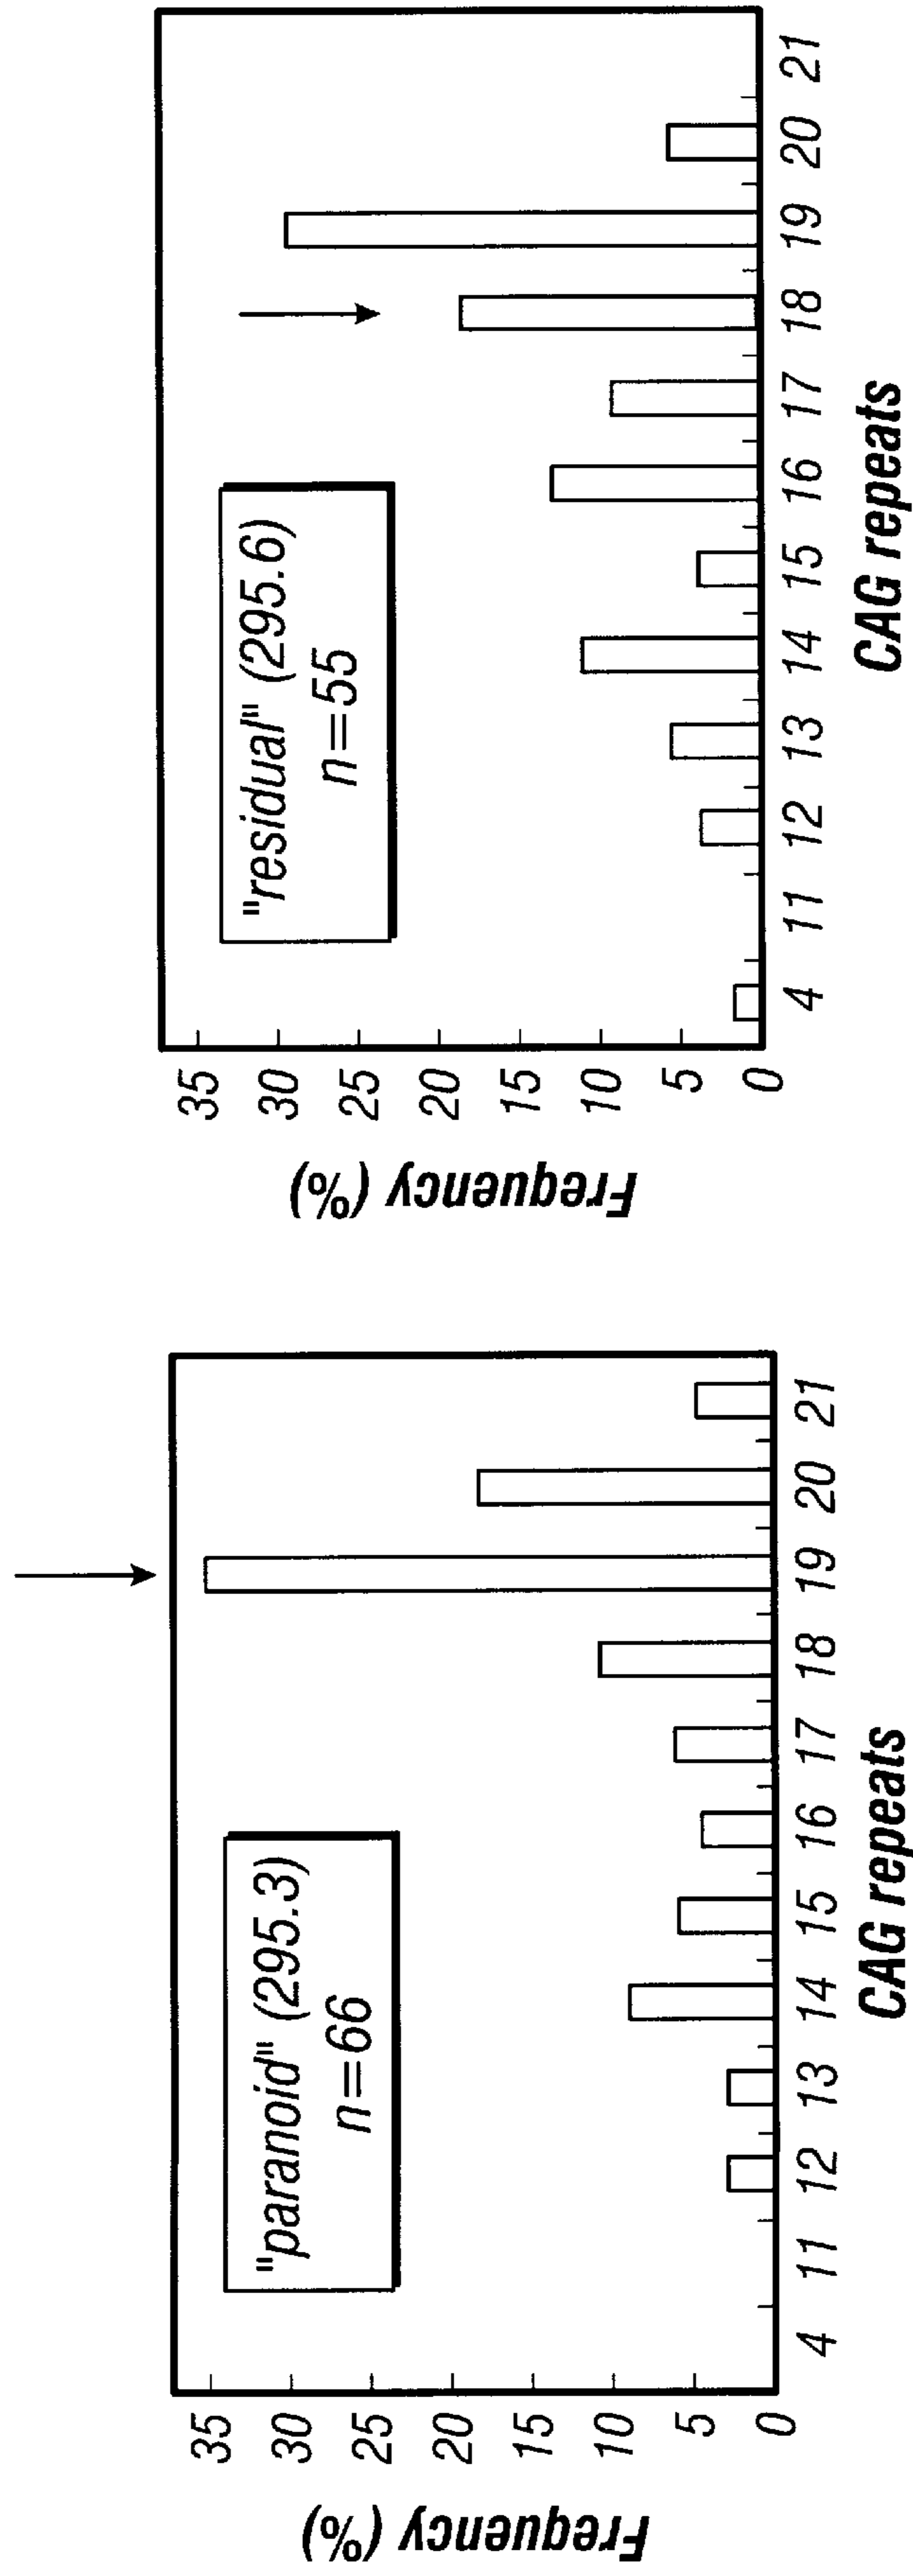 "paranoid" (295.3)
n=66
Frequency (%)
35
30
25
20
15
10
5
0
4 11 12 13 14 15 16 17 18 19 20 21
CAG repeats
"residual" (295.6)
n=55
Frequency (%)
35
30
25
20
15
10
5
0
4 11 12 13 14 15 16 17 18 19 20 21
CAG repeats